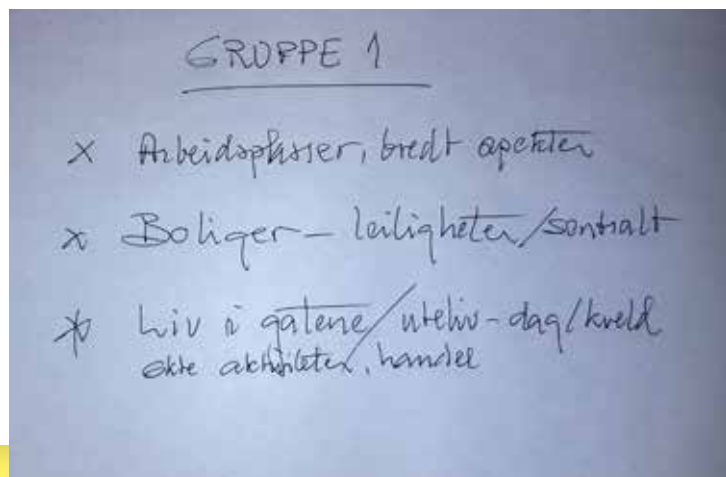 GRUPPE 1
x Arbeidsplasser, bredt spekter
x Boliger – leiligheter/sentralt
x Liv i gatene/uteliv - dag/kveld
økte aktiviteter, handel